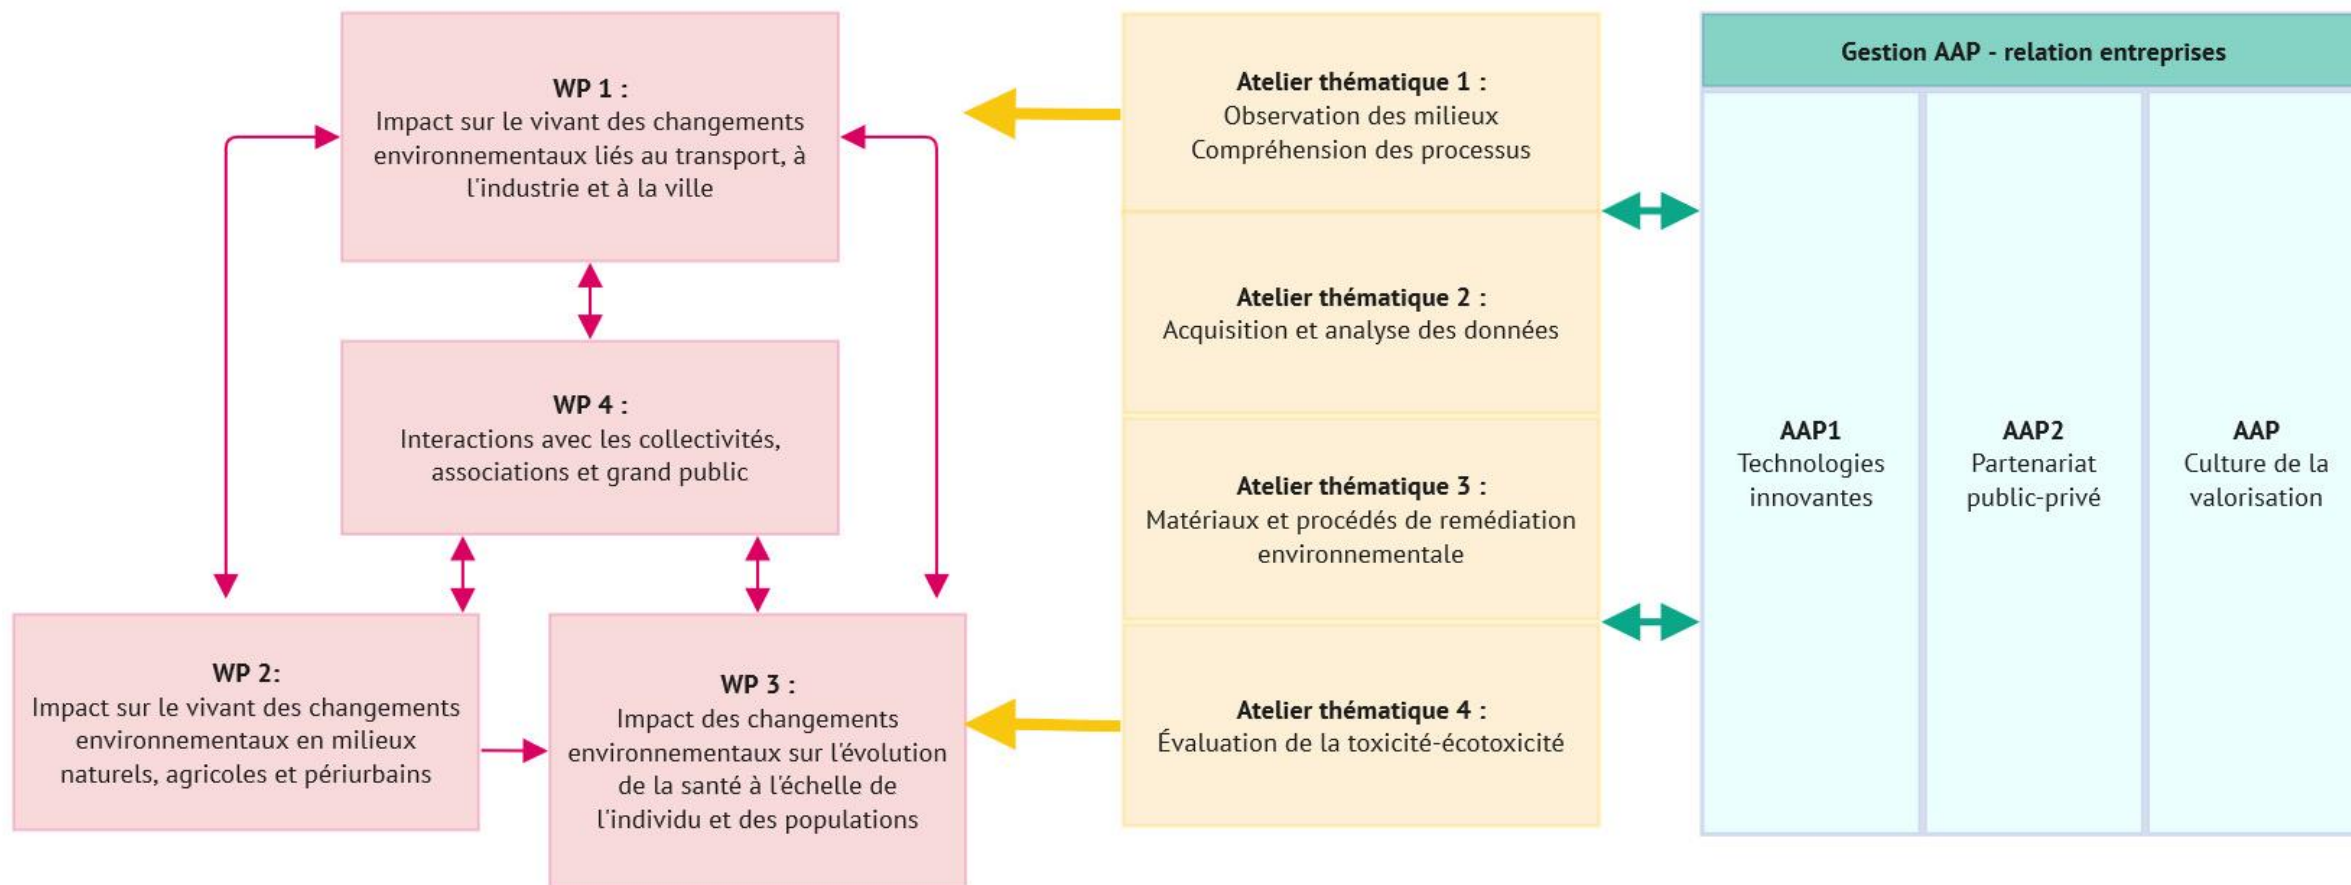 WP 1 :
Impact sur le vivant des changements
environnementaux liés au transport, à
l'industrie et à la ville
WP 4 :
Interactions avec les collectivités,
associations et grand public
WP 2:
Impact sur le vivant des changements
environnementaux en milieux
naturels, agricoles et périurbains
WP 3 :
Impact des changements
environnementaux sur l'évolution
de la santé à l'échelle de
l'individu et des populations
Atelier thématique 1 :
Observation des milieux
Compréhension des processus
Atelier thématique 2 :
Acquisition et analyse des données
Atelier thématique 3 :
Matériaux et procédés de remédiation
environnementale
Atelier thématique 4 :
Évaluation de la toxicité-écotoxicité
Gestion AAP - relation entreprises
AAP1
Technologies
innovantes
AAP2
Partenariat
public-privé
AAP
Culture de la
valorisation